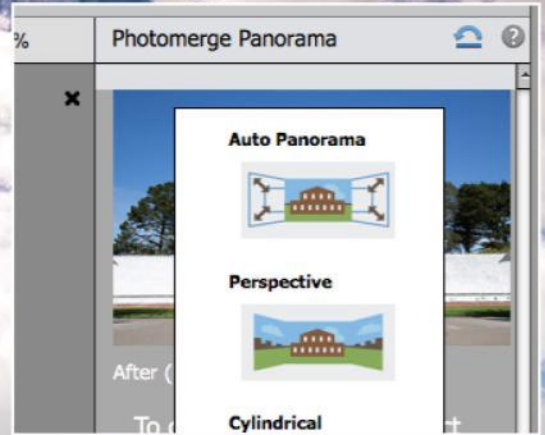 %
Photomerge Panorama
?
Auto Panorama
Perspective
After (
To
Cylindrical